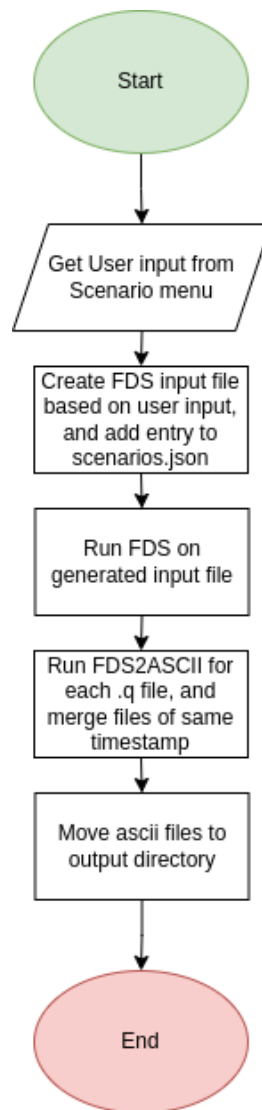 Start
Get User input from
Scenario menu
Create FDS input file
based on user input,
and add entry to
scenarios.json
Run FDS on
generated input file
Run FDS2ASCII for
each .q file, and
merge files of same
timestamp
Move ascii files to
output directory
End